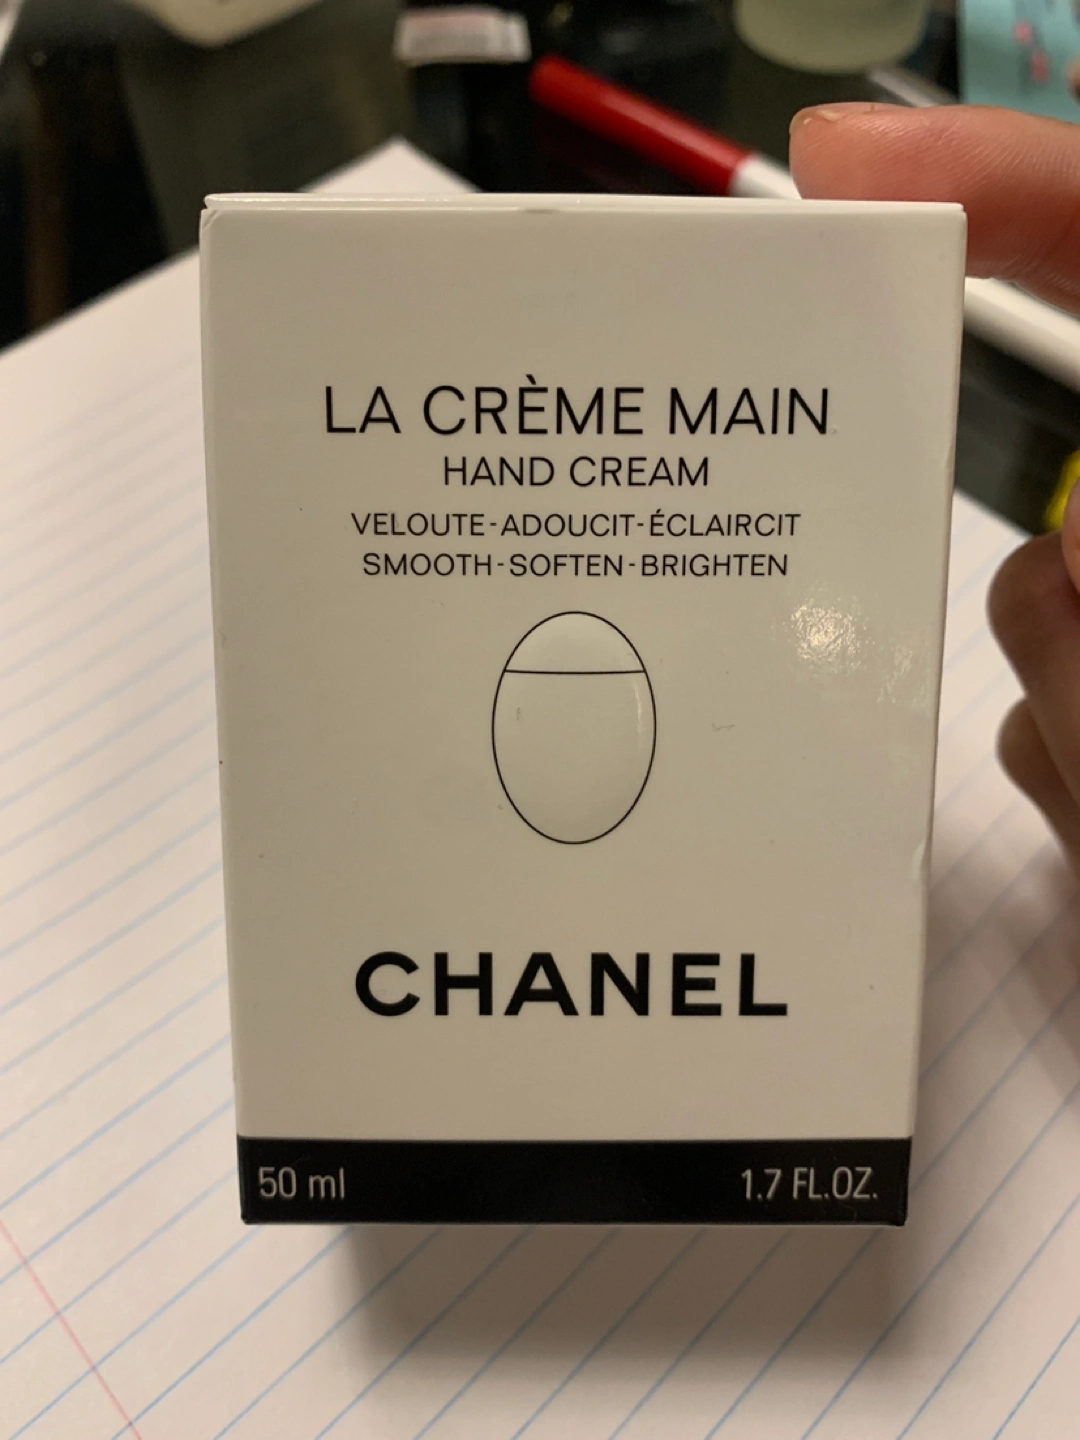 LA CRÈME MAIN
HAND CREAM
VELOUTE-ADOUCIT-ÉCLAIRCIT
SMOOTH-SOFTEN-BRIGHTEN
CHANEL
50 ml 1.7 FL.OZ.